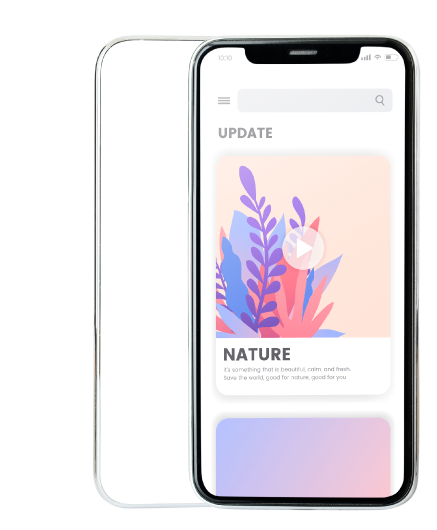 10:10
UPDATE
NATURE
It's something that is beautiful, calm, and fresh.
Save the world, good for nature, good for you